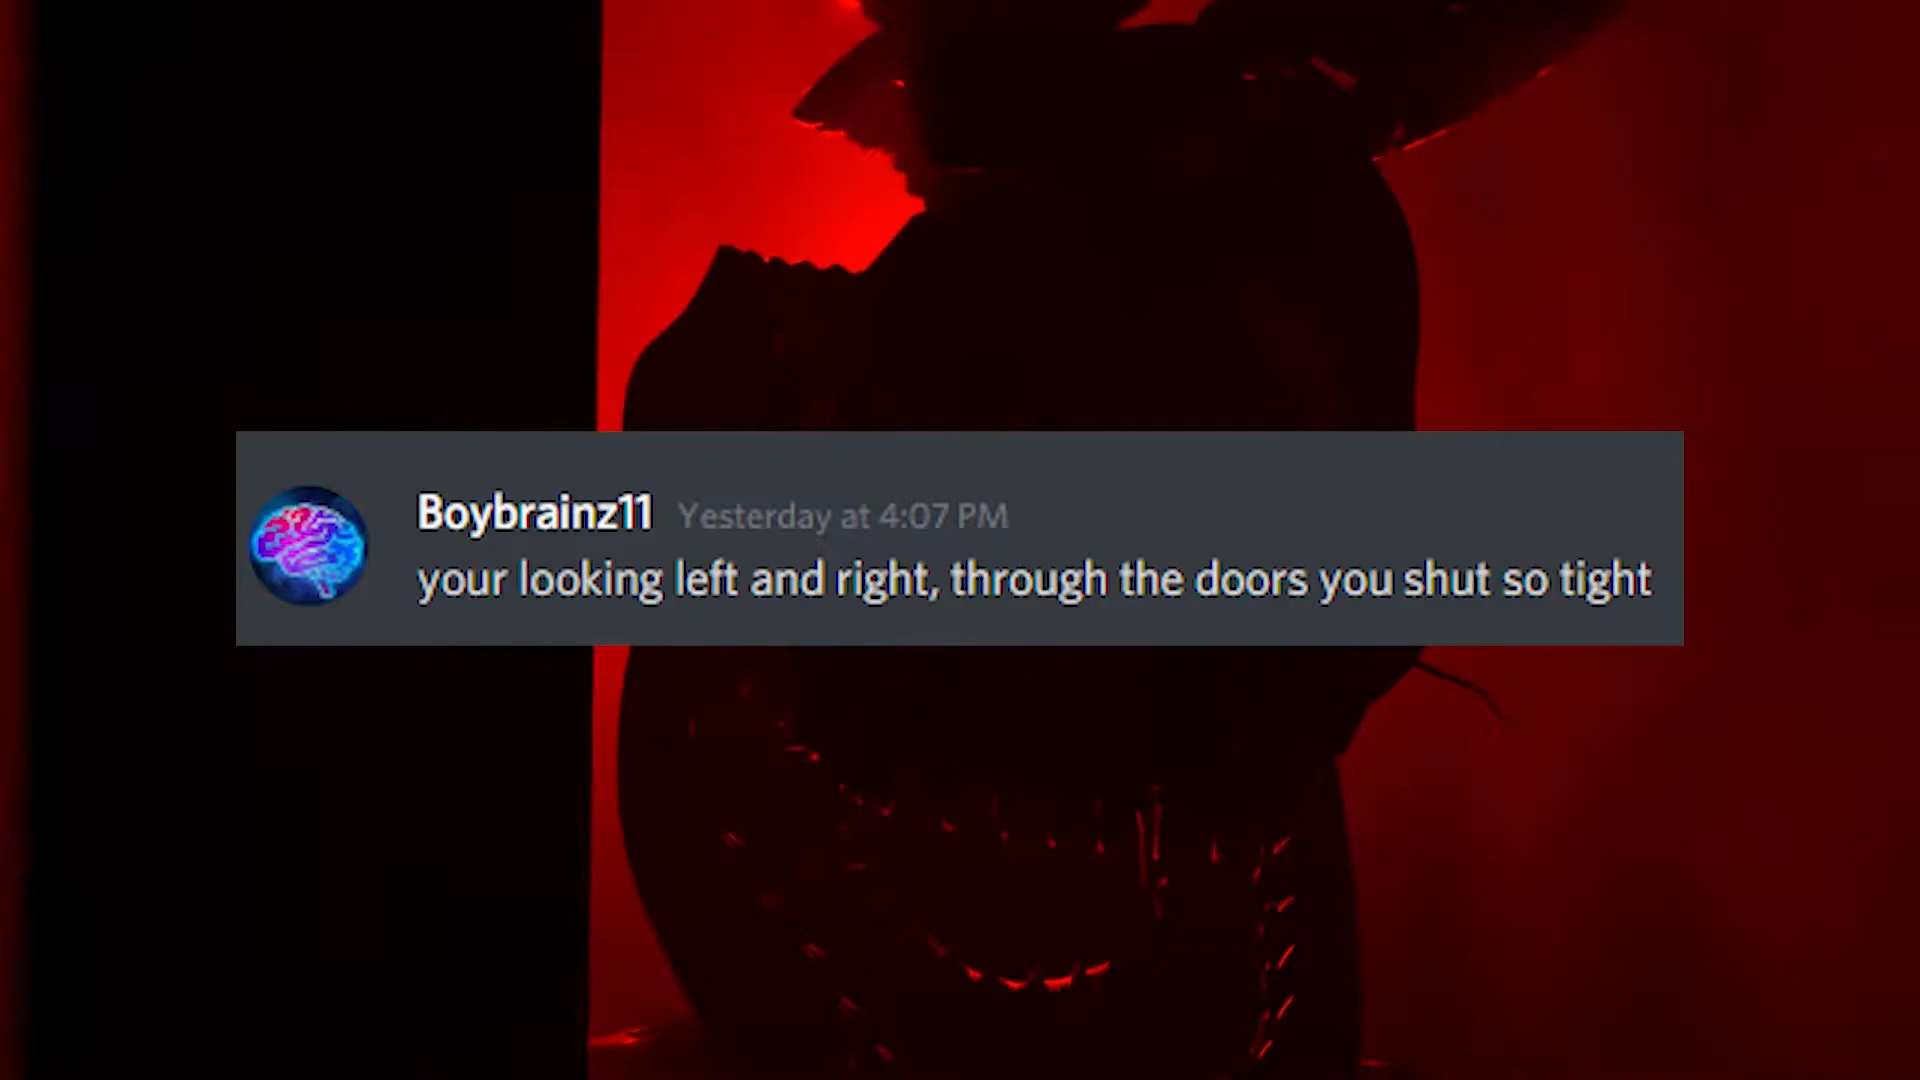 Boybrainz11 Yesterday at 4:07 PM
your looking left and right, through the doors you shut so tight